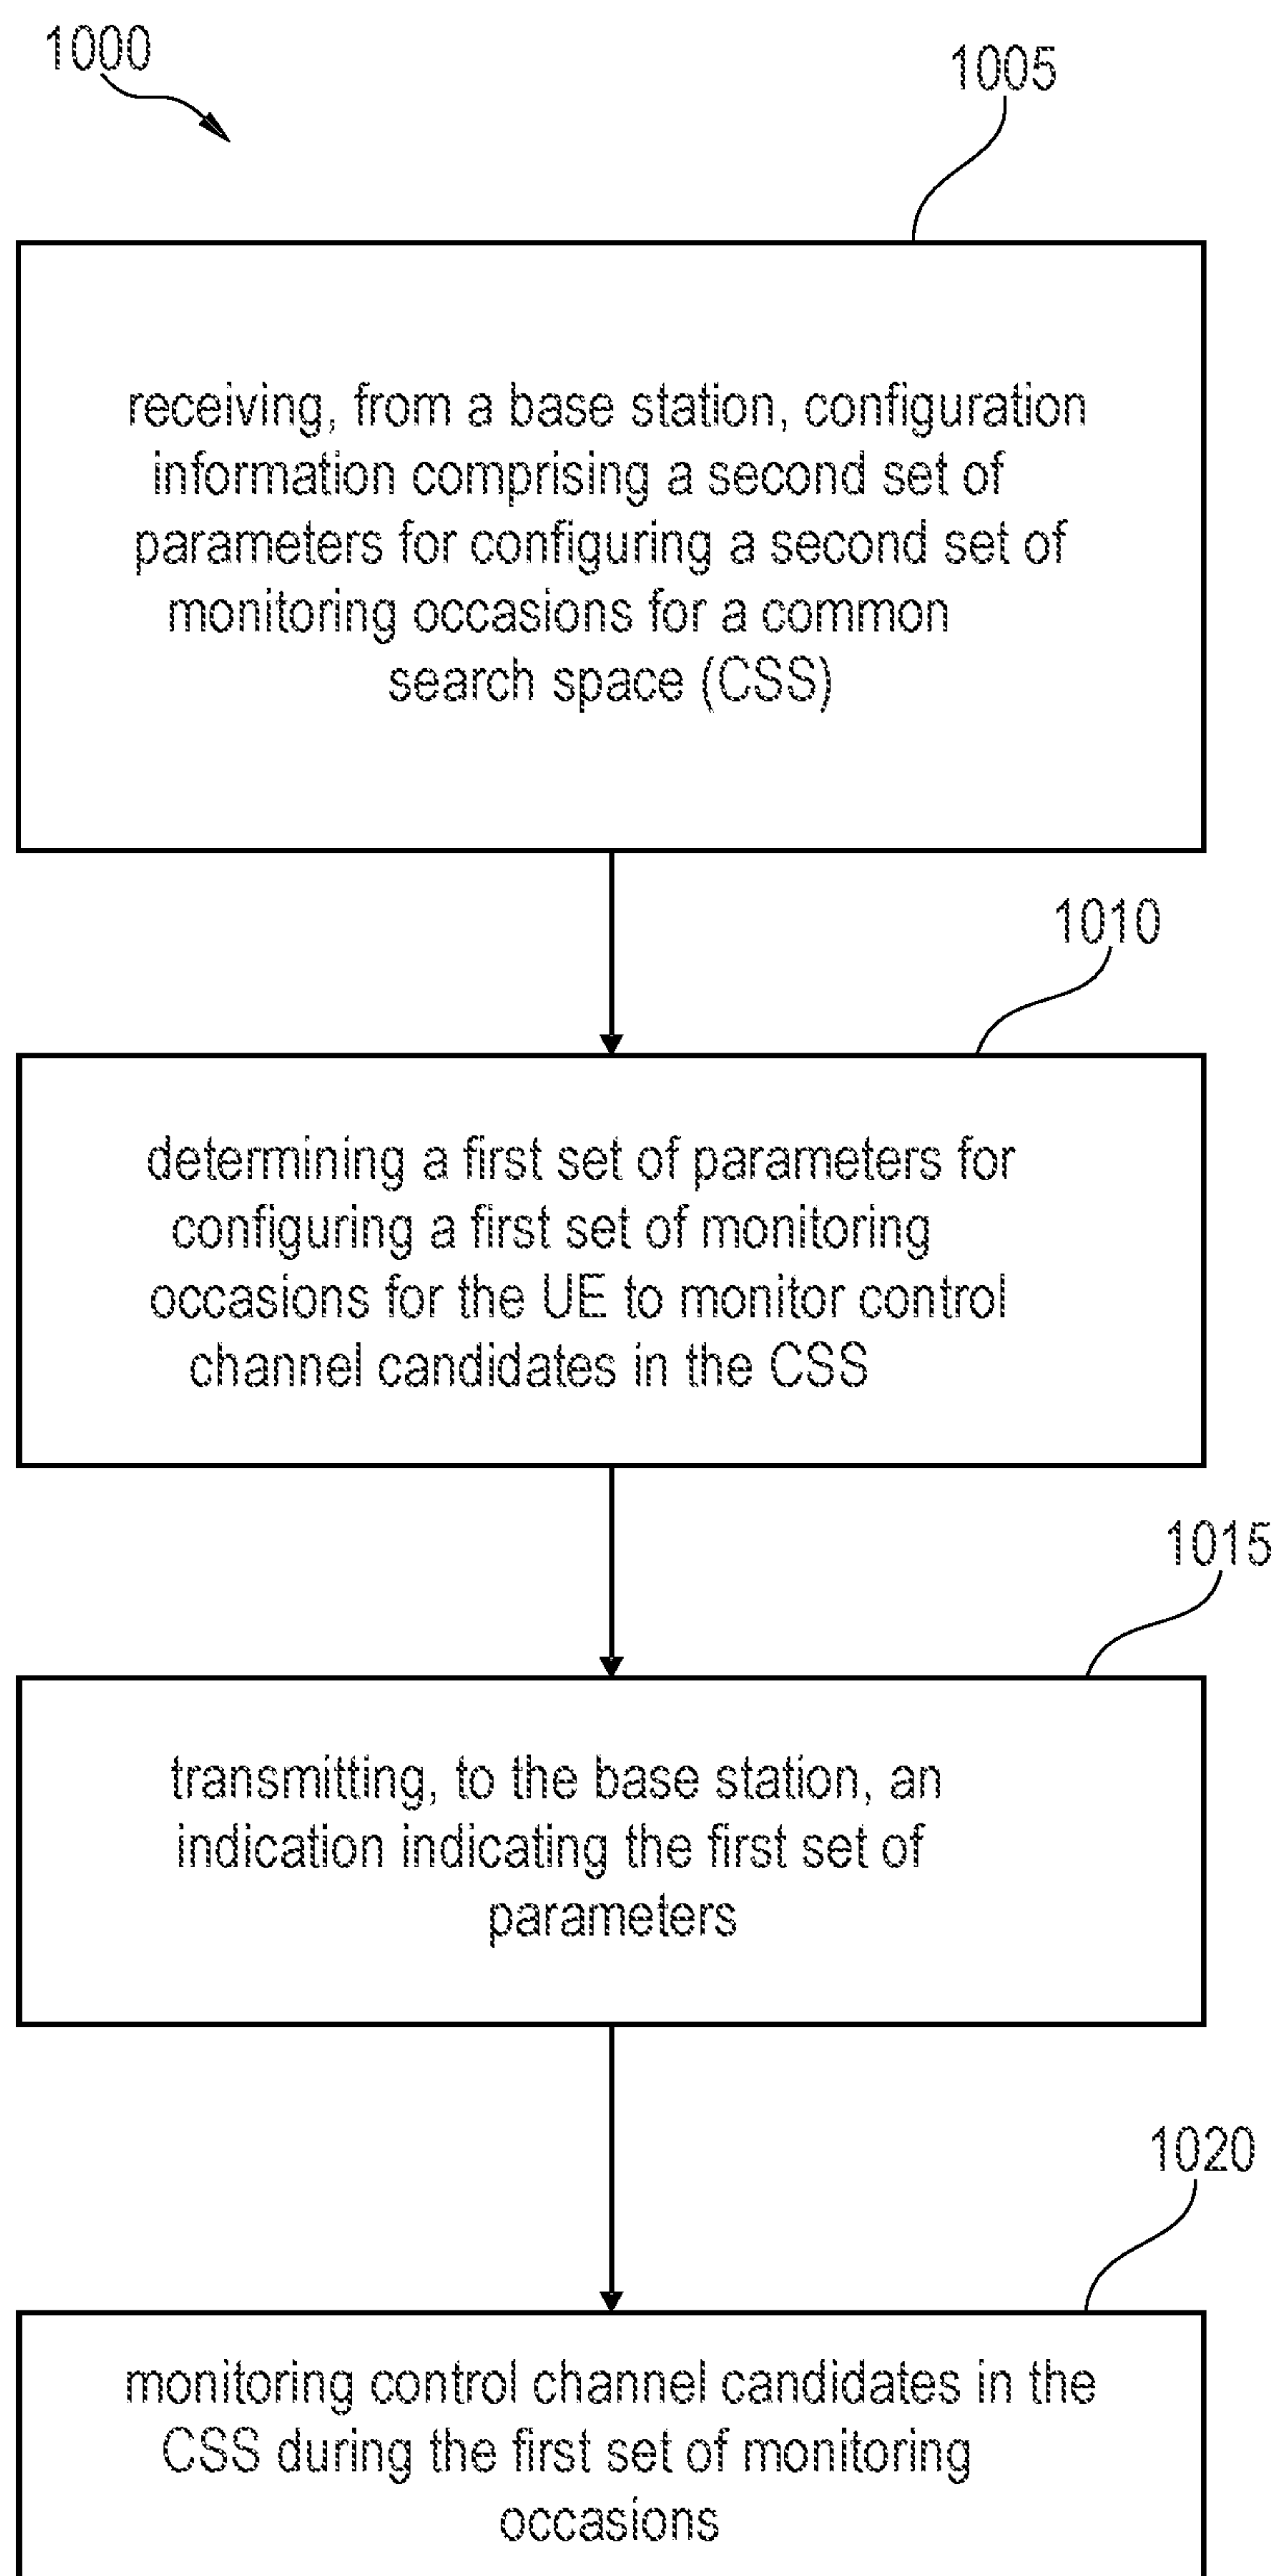 1000
1005
receiving, from a base station, configuration
information comprising a second set of
parameters for configuring a second set of
monitoring occasions for a common
search space (CSS)
1010
determining a first set of parameters for
configuring a first set of monitoring
occasions for the UE to monitor control
channel candidates in the CSS
1015
transmitting, to the base station, an
indication indicating the first set of
parameters
1020
monitoring control channel candidates in the
CSS during the first set of monitoring
occasions